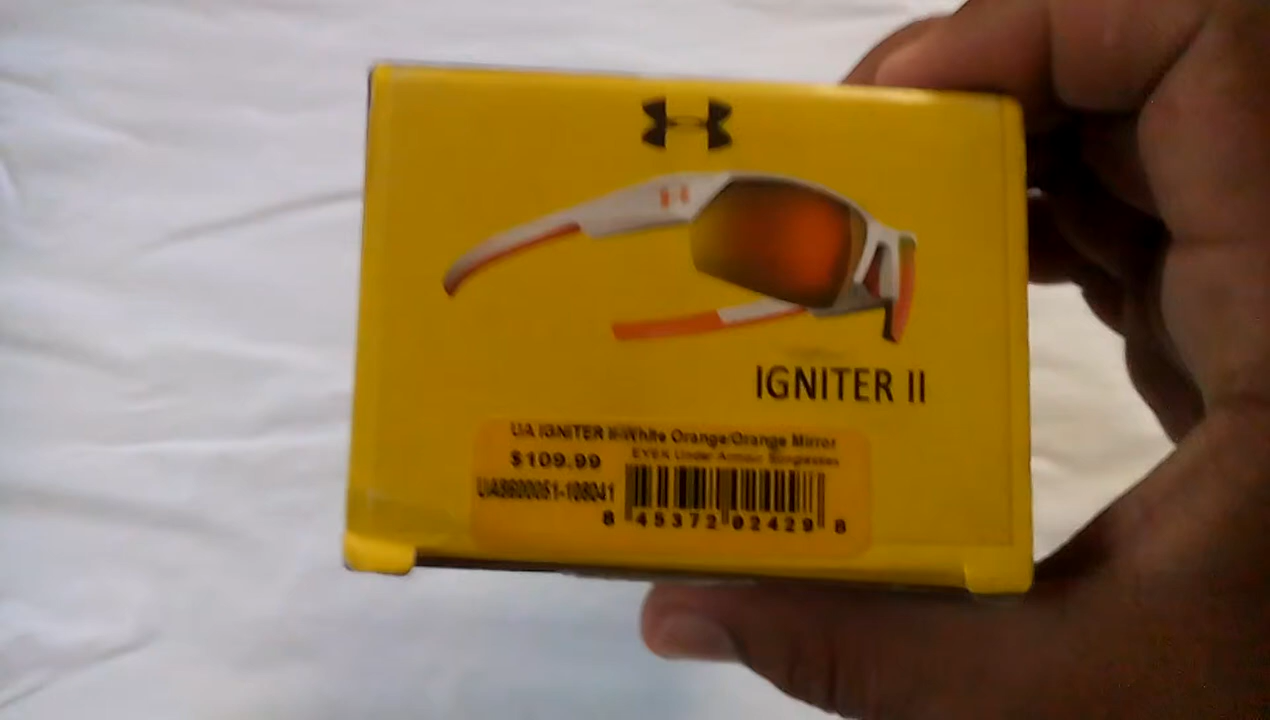 IGNITER II
UA IGNITER II-White Orange/Orange Mirror
EYEK Under Armour Sunglasses
$109.99
UA8600051-108041
8 45372 02429 8